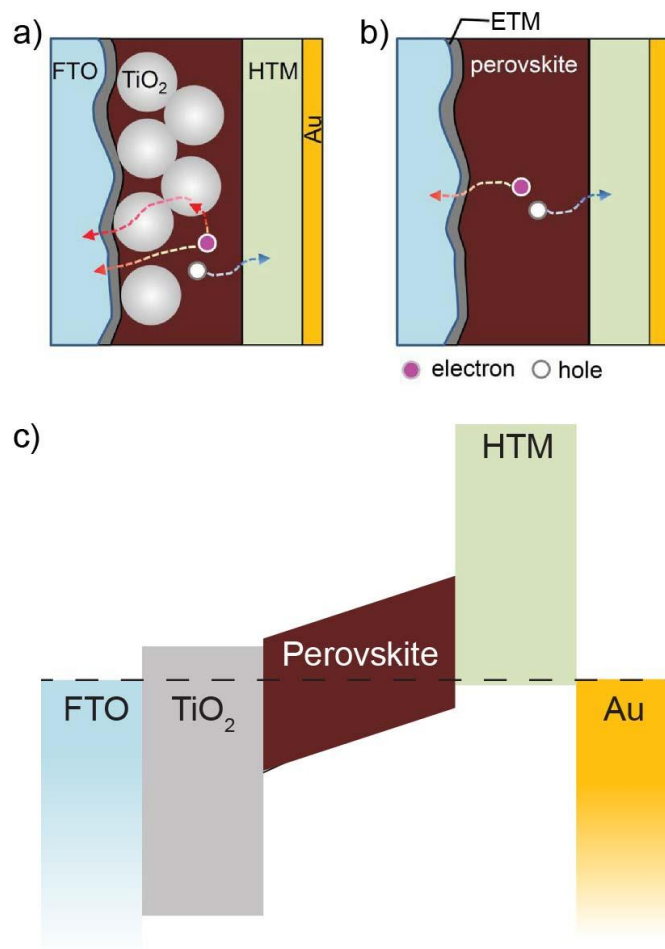 a)
FTO
TiO₂
HTM
Au
b)
ETM
perovskite
electron
hole
c)
HTM
Perovskite
FTO
TiO₂
Au